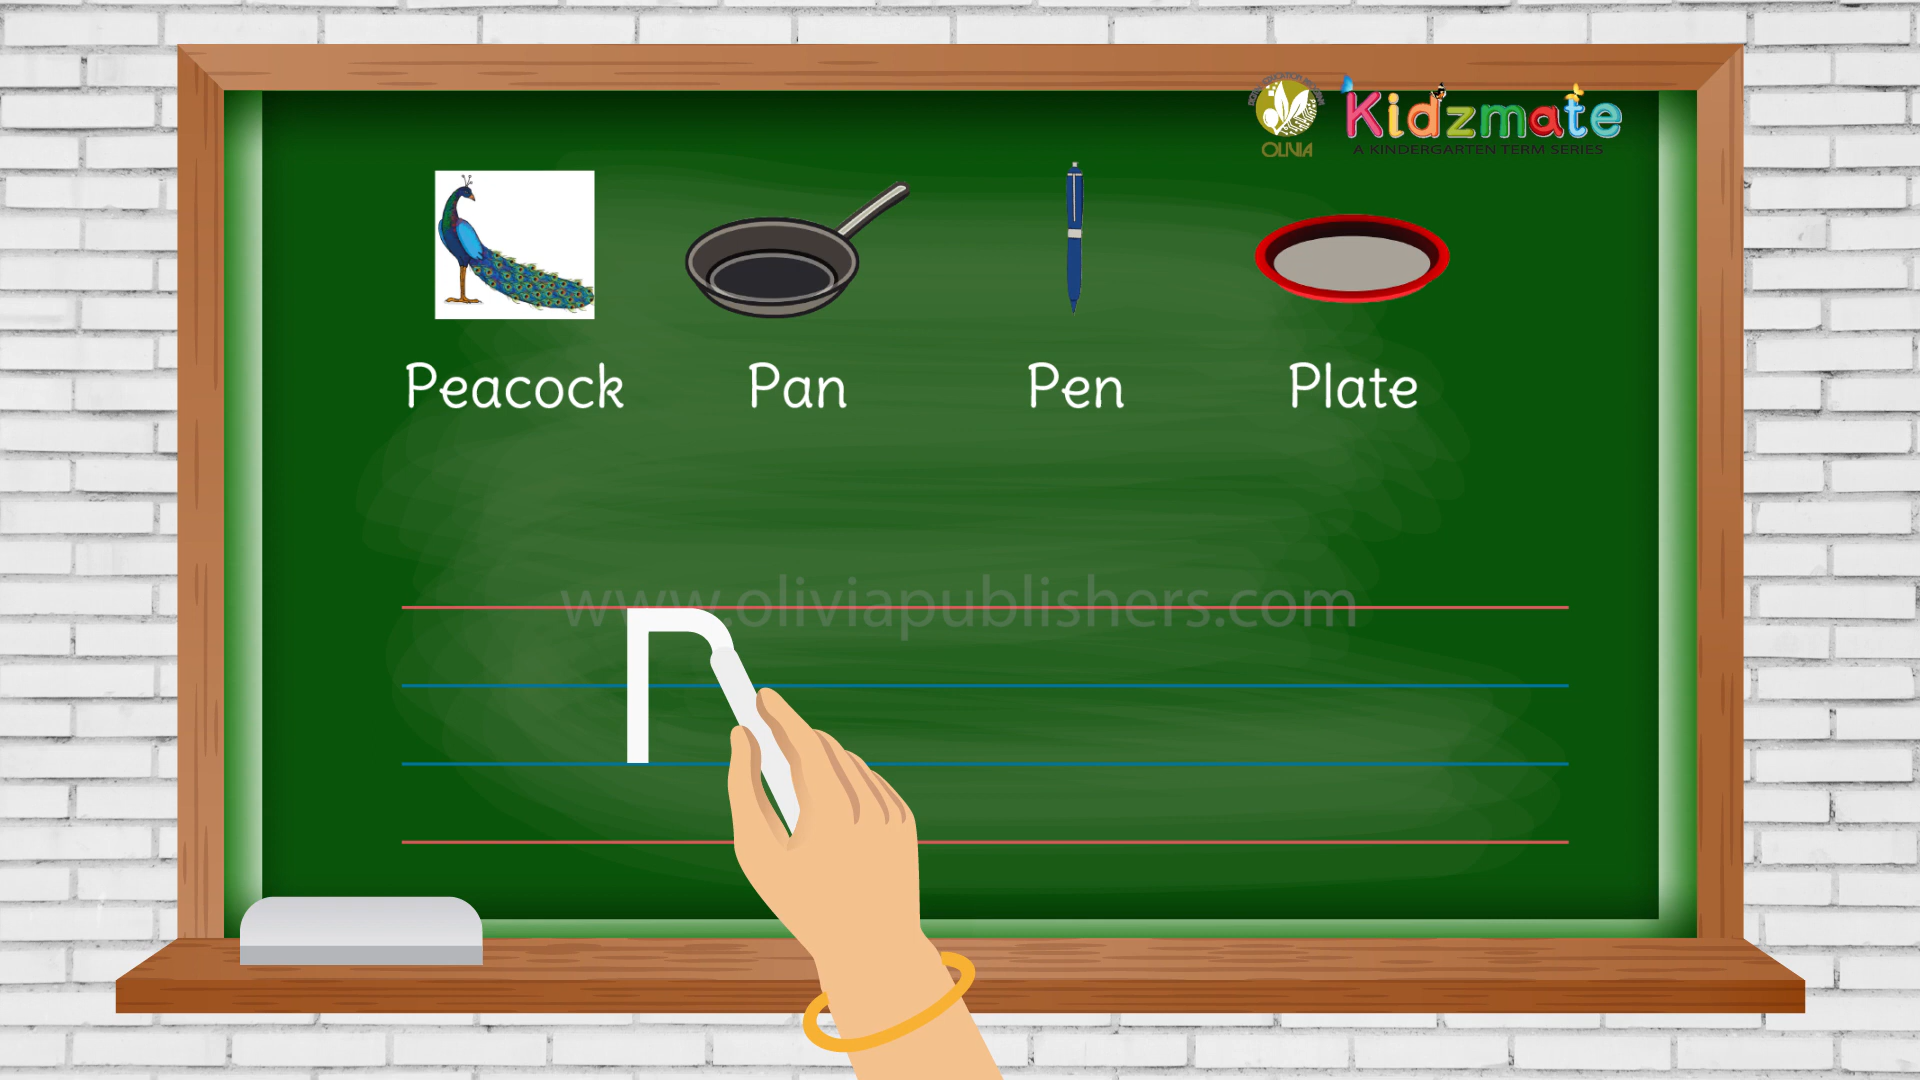 OLIVIA
Kidzmate
A KINDERGARTEN TERM SERIES
Peacock Pan Pen Plate
www.oliviapublishers.com